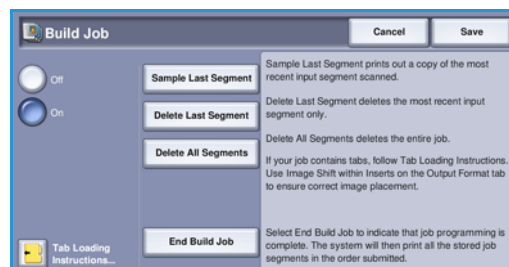 Build Job
Cancel
Save
Off
On
Sample Last Segment
Delete Last Segment
Delete All Segments
End Build Job
Tab Loading
Instructions...
Sample Last Segment prints out a copy of the most
recent input segment scanned.
Delete Last Segment deletes the most recent input
segment only.
Delete All Segments deletes the entire job.
If your job contains tabs, follow Tab Loading Instructions.
Use Image Shift within Inserts on the Output Format tab
to ensure correct image placement.
Select End Build Job to indicate that job programming is
complete. The system will then print all the stored job
segments in the order submitted.